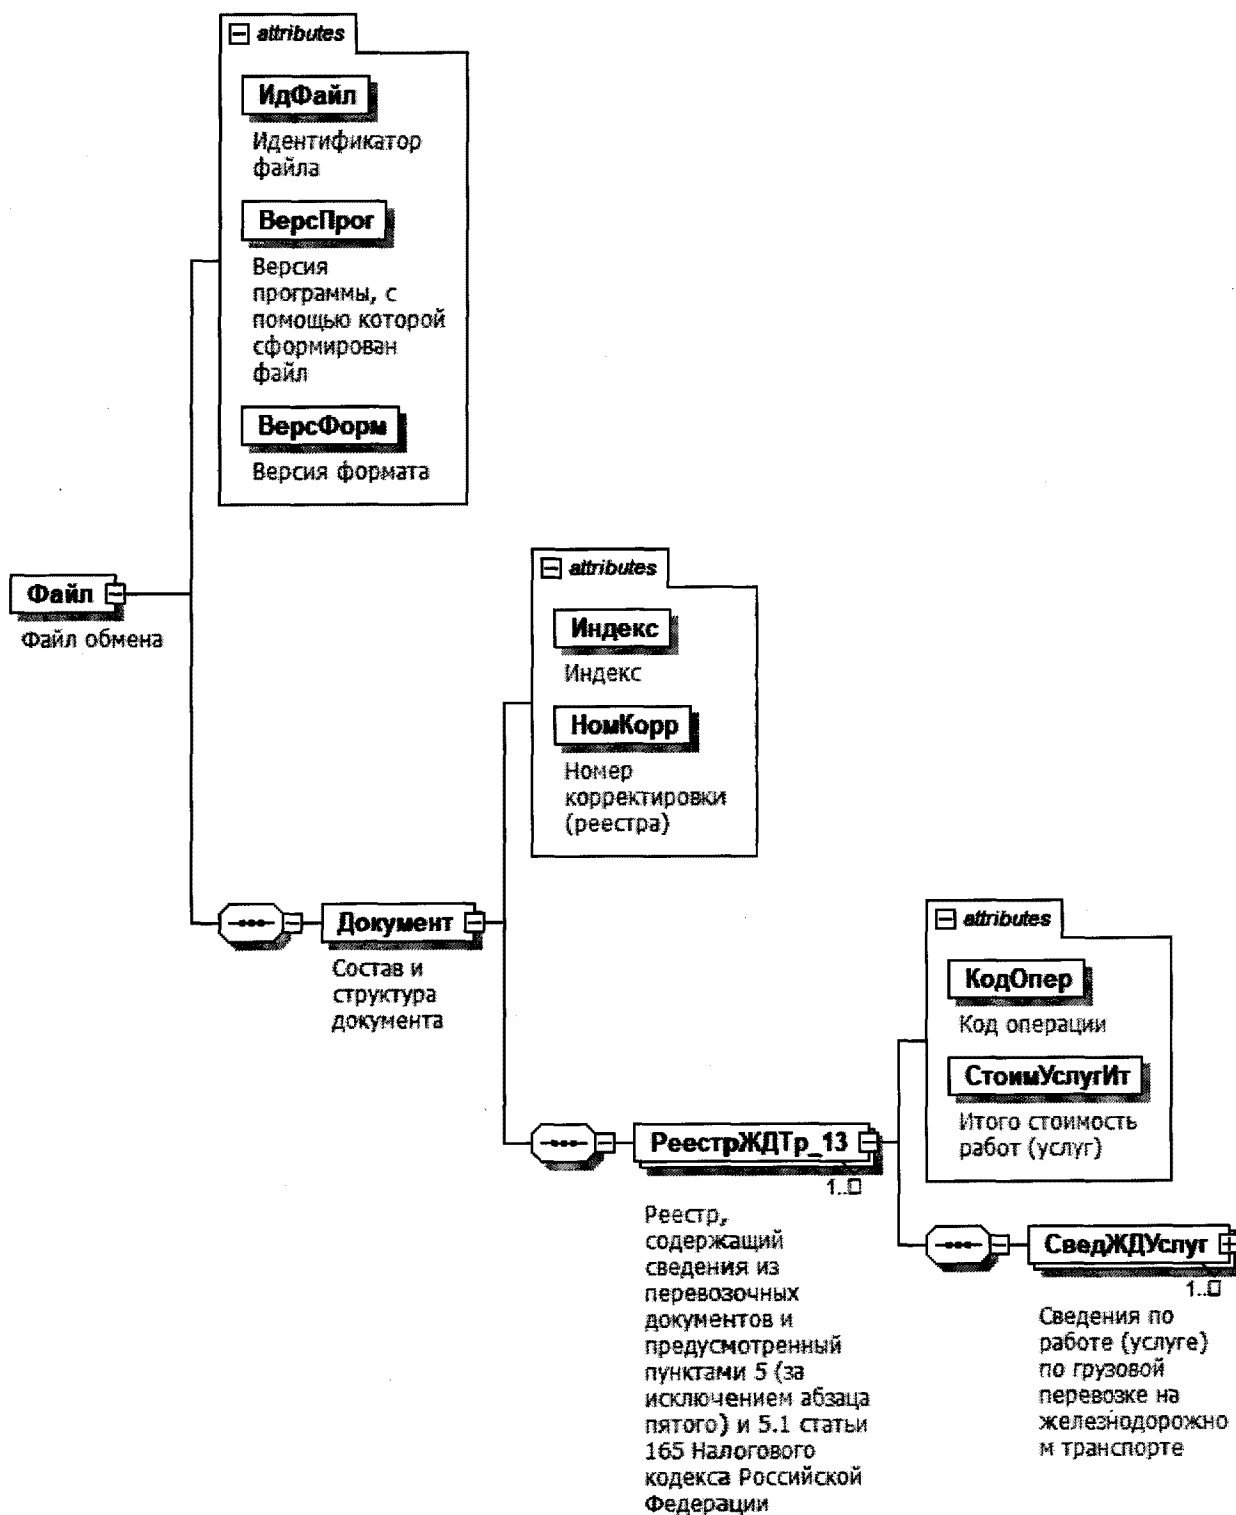 attributes
ИдФайл
Идентификатор
файла
ВерсПрог
Версия
программы, с
помощью которой
сформирован
файл
ВерсФорм
Версия формата
Файл
Файл обмена
attributes
Индекс
Индекс
НомКорр
Номер
корректировки
(реестра)
Документ
Состав и
структура
документа
attributes
КодОпер
Код операции
СтоимУслугИт
Итого стоимость
работ (услуг)
РеестрЖДТр_13
1..□
Реестр,
содержащий
сведения из
перевозочных
документов и
предусмотренный
пунктами 5 (за
исключением абзаца
пятого) и 5.1 статьи
165 Налогового
кодекса Российской
Федерации
СведЖДУслуг
1..□
Сведения по
работе (услуге)
по грузовой
перевозке на
железнодорожно
м транспорте